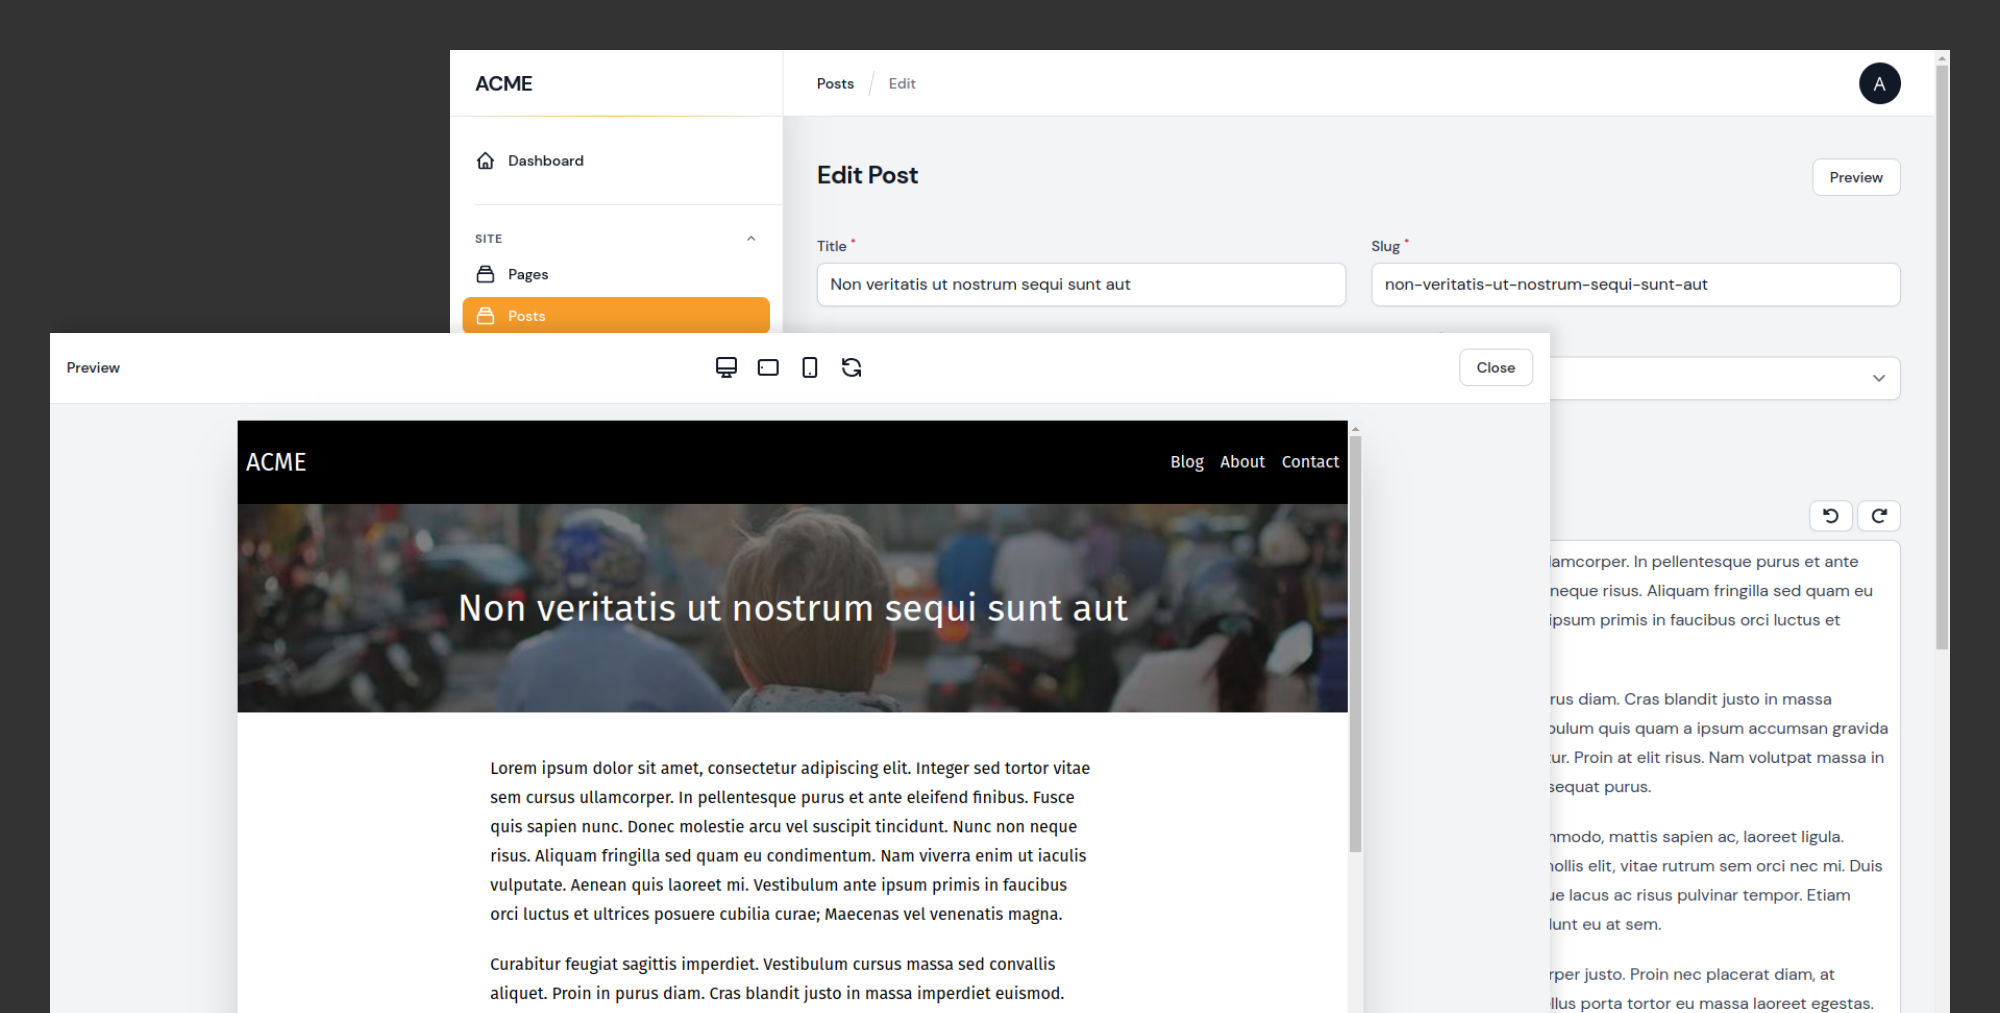 ACME
Posts / Edit
A
Dashboard
Edit Post
Preview
SITE
Title *
Slug *
Pages
Non veritatis ut nostrum sequi sunt aut
non-veritatis-ut-nostrum-sequi-sunt-aut
Posts
Preview
Close
ACME
Blog About Contact
Non veritatis ut nostrum sequi sunt aut
Lorem ipsum dolor sit amet, consectetur adipiscing elit. Integer sed tortor vitae
sem cursus ullamcorper. In pellentesque purus et ante eleifend finibus. Fusce
quis sapien nunc. Donec molestie arcu vel suscipit tincidunt. Nunc non neque
risus. Aliquam fringilla sed quam eu condimentum. Nam viverra enim ut iaculis
vulputate. Aenean quis laoreet mi. Vestibulum ante ipsum primis in faucibus
orci luctus et ultrices posuere cubilia curae; Maecenas vel venenatis magna.
Curabitur feugiat sagittis imperdiet. Vestibulum cursus massa sed convallis
aliquet. Proin in purus diam. Cras blandit justo in massa imperdiet euismod.
lamcorper. In pellentesque purus et ante
neque risus. Aliquam fringilla sed quam eu
ipsum primis in faucibus orci luctus et
rus diam. Cras blandit justo in massa
bulum quis quam a ipsum accumsan gravida
tur. Proin at elit risus. Nam volutpat massa in
sequat purus.
mmodo, mattis sapien ac, laoreet ligula.
nollis elit, vitae rutrum sem orci nec mi. Duis
ue lacus ac risus pulvinar tempor. Etiam
dunt eu at sem.
rper justo. Proin nec placerat diam, at
llus porta tortor eu massa laoreet egestas.